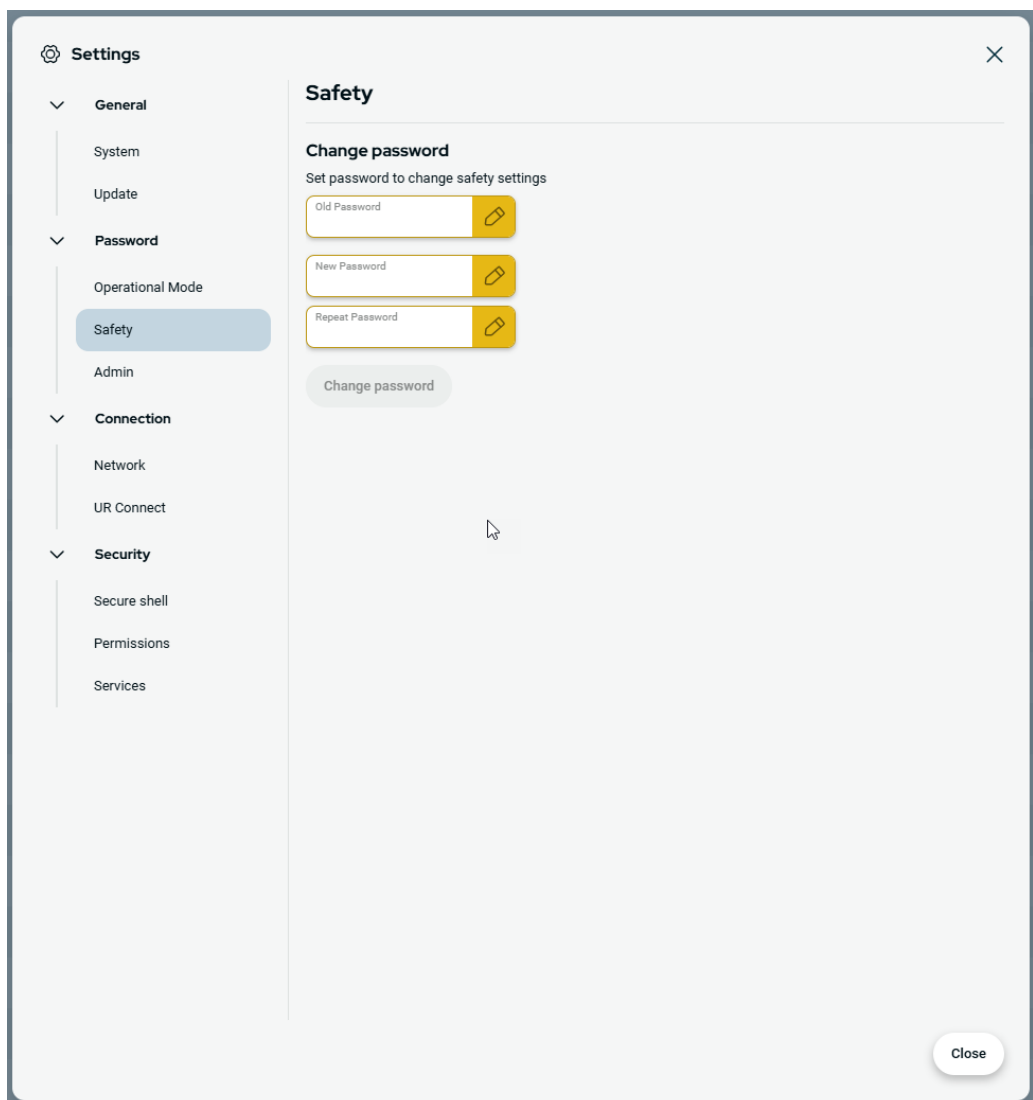 Settings
General
System
Update
Password
Operational Mode
Safety
Admin
Connection
Network
UR Connect
Security
Secure shell
Permissions
Services
Safety
Change password
Set password to change safety settings
Old Password
New Password
Repeat Password
Change password
Close